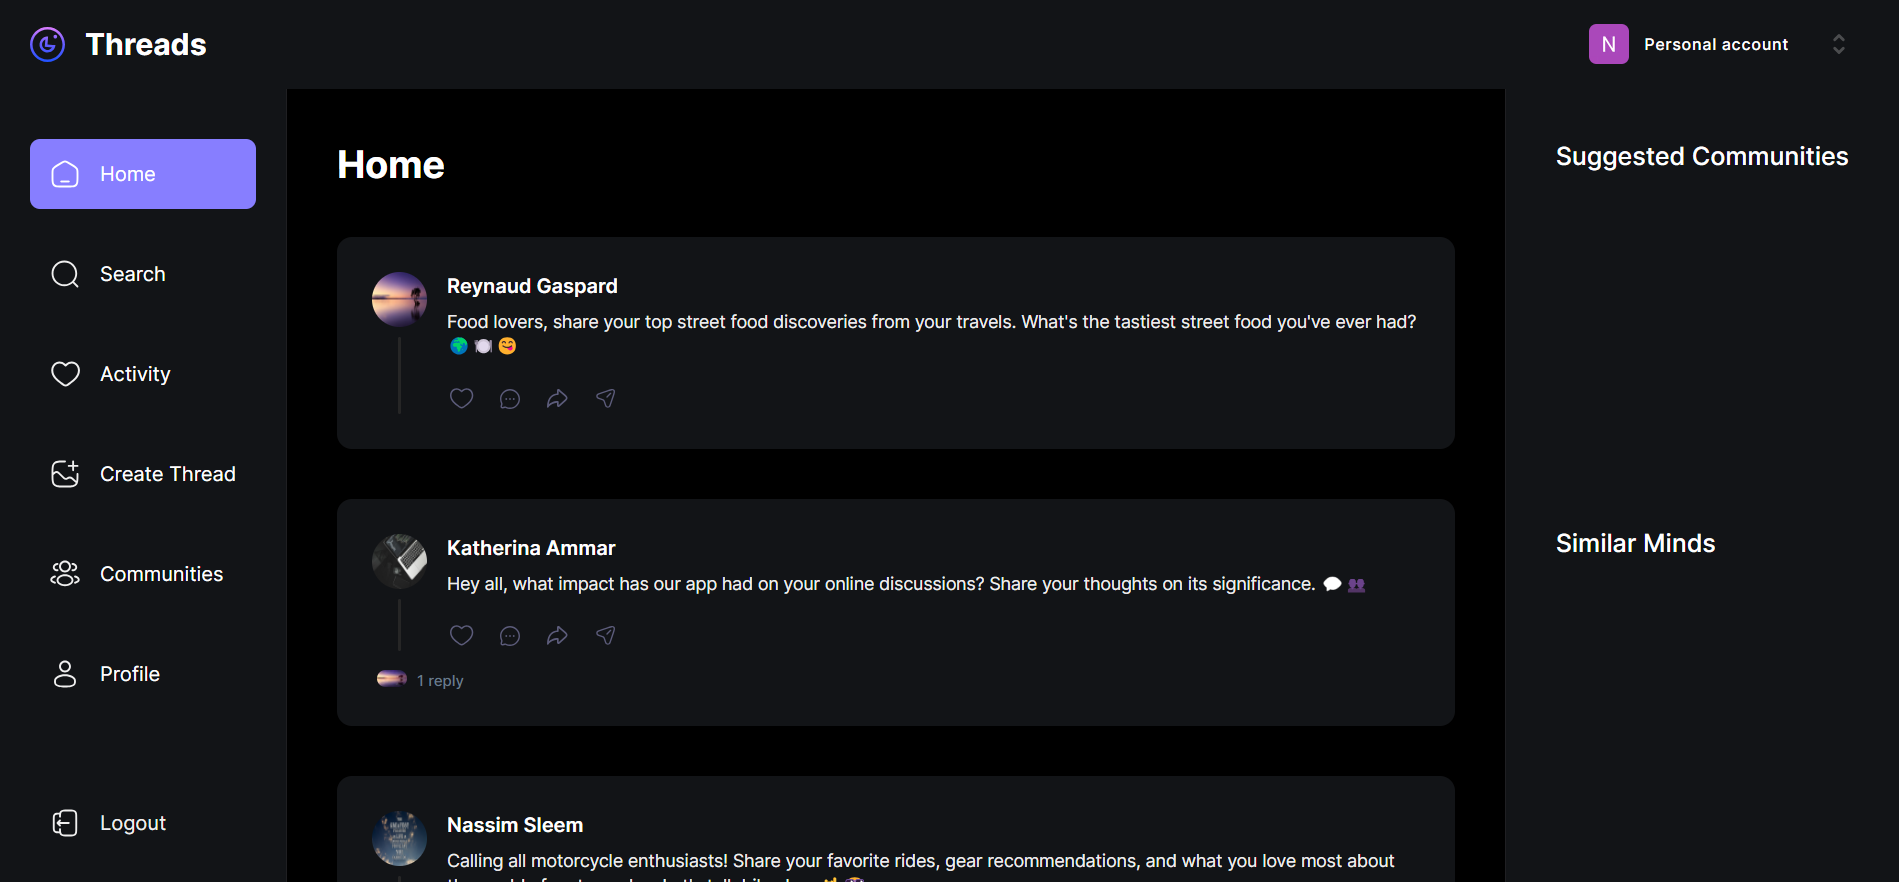 Threads
N Personal account
Home
Search
Activity
Create Thread
Communities
Profile
Logout
Home
Reynaud Gaspard
Food lovers, share your top street food discoveries from your travels. What's the tastiest street food you've ever had?
🌍 🍽️ 😋
Katherina Ammar
Hey all, what impact has our app had on your online discussions? Share your thoughts on its significance. 💬 👥
1 reply
Nassim Sleem
Calling all motorcycle enthusiasts! Share your favorite rides, gear recommendations, and what you love most about
Suggested Communities
Similar Minds